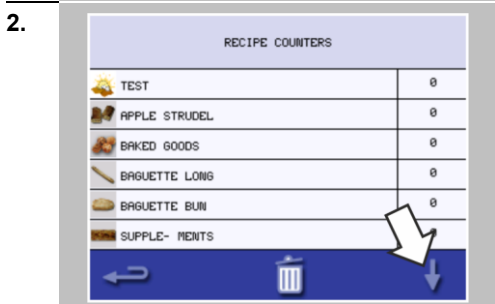 2.
RECIPE COUNTERS
TEST 0
APPLE STRUDEL 0
BAKED GOODS 0
BAGUETTE LONG 0
BAGUETTE BUN 0
SUPPLE- MENTS